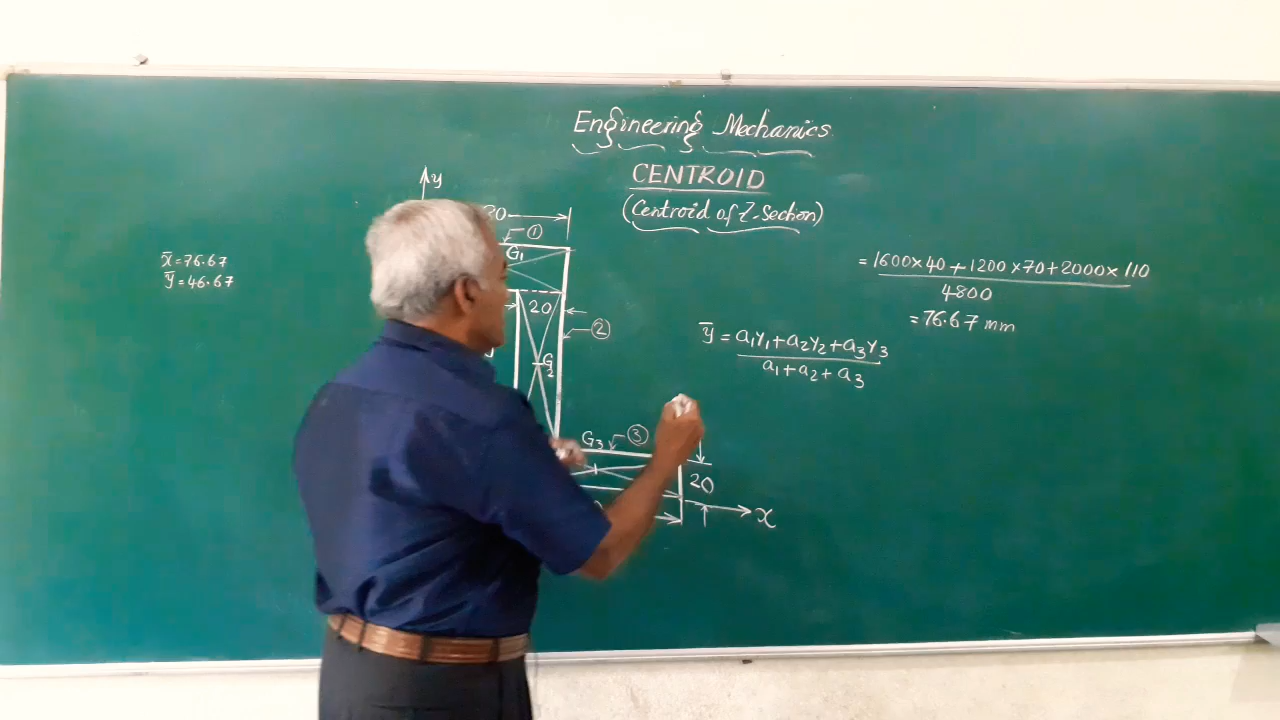 Engineering Mechanics
CENTROID
(Centroid of Z-Section)
x̄=76.67
ȳ=46.67
y
①
G₁
20
②
G₂
G₃
③
20
x
= 1600×40+1200×70+2000×110
4800
=76.67 mm
ȳ = a₁y₁+a₂y₂+a₃y₃
a₁+a₂+a₃